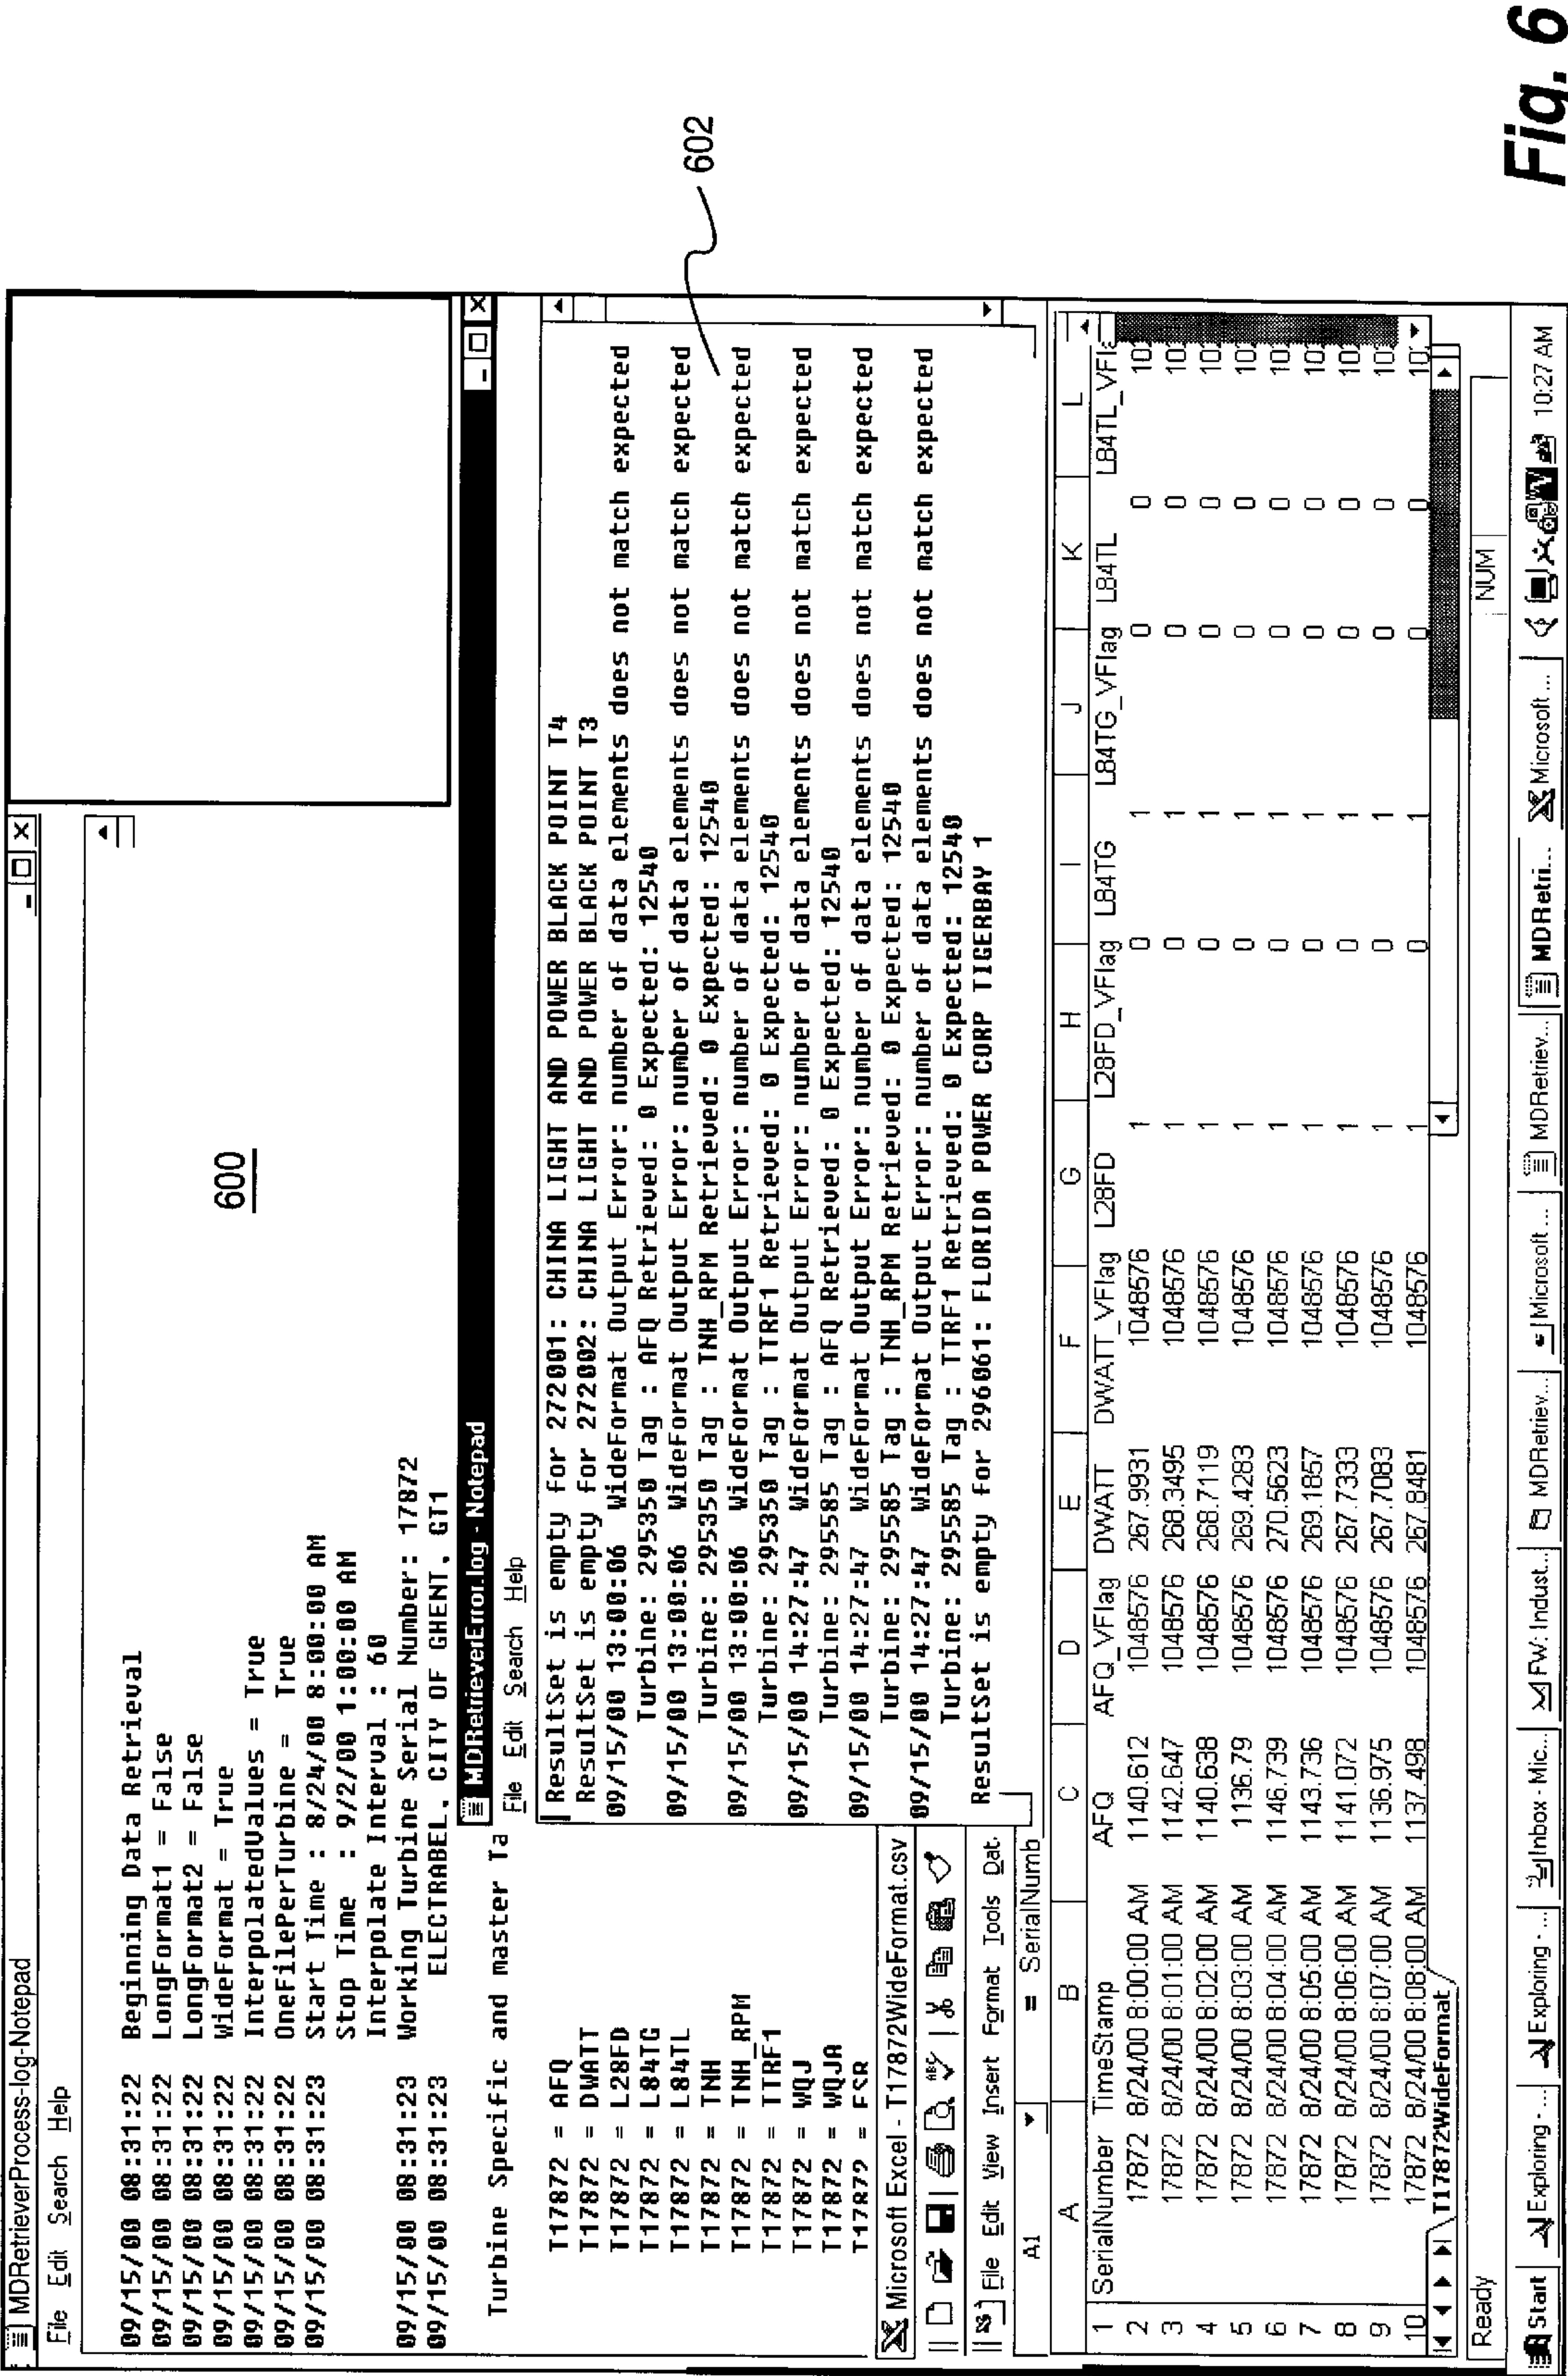 MDRetrieverProcess-log-Notepad
File Edit Search Help
09/15/00 08:31:22 Beginning Data Retrieval
09/15/00 08:31:22 LongFormat1 = False
09/15/00 08:31:22 LongFormat2 = False
09/15/00 08:31:22 WideFormat = True
09/15/00 08:31:22 InterpolatedValues = True
09/15/00 08:31:22 OneFilePerTurbine = True
09/15/00 08:31:23 Start Time : 8/24/00 8:00:00 AM
Stop Time : 9/2/00 1:00:00 AM
Interpolate Interval : 60
09/15/00 08:31:23 Working Turbine Serial Number: 17872
09/15/00 08:31:23 ELECTRABEL, CITY OF GHENT, GT1
Turbine Specific and master Ta
T17872 = AFQ
T17872 = DWATT
T17872 = L28FD
T17872 = L84TG
T17872 = L84TL
T17872 = TNH
T17872 = TNH_RPM
T17872 = TTRF1
T17872 = WQJ
T17872 = WQJA
T17872 = FSR
600
MDRetrieverError.log - Notepad
File Edit Search Help
ResultSet is empty for 272001: CHINA LIGHT AND POWER BLACK POINT T4
ResultSet is empty for 272002: CHINA LIGHT AND POWER BLACK POINT T3
09/15/00 13:00:06 WideFormat Output Error: number of data elements does not match expected
Turbine: 295350 Tag : AFQ Retrieved: 0 Expected: 12540
09/15/00 13:00:06 WideFormat Output Error: number of data elements does not match expected
Turbine: 295350 Tag : TNH_RPM Retrieved: 0 Expected: 12540
09/15/00 13:00:06 WideFormat Output Error: number of data elements does not match expected
Turbine: 295350 Tag : TTRF1 Retrieved: 0 Expected: 12540
09/15/00 14:27:47 WideFormat Output Error: number of data elements does not match expected
Turbine: 295585 Tag : AFQ Retrieved: 0 Expected: 12540
09/15/00 14:27:47 WideFormat Output Error: number of data elements does not match expected
Turbine: 295585 Tag : TNH_RPM Retrieved: 0 Expected: 12540
09/15/00 14:27:47 WideFormat Output Error: number of data elements does not match expected
Turbine: 295585 Tag : TTRF1 Retrieved: 0 Expected: 12540
ResultSet is empty for 296061: FLORIDA POWER CORP TIGERBAY 1
602
Microsoft Excel - T17872WideFormat.csv
File Edit View Insert Format Tools Dat
A1 = SerialNumb
A B C D E F G H I J K L
1 SerialNumber TimeStamp AFQ AFQ_VFlag DWATT DWATT_VFlag L28FD L28FD_VFlag L84TG L84TG_VFlag L84TL L84TL_VFla
2 17872 8/24/00 8:00:00 AM 1140.612 1048576 267.9931 1048576 1 0 1 0 0 10
3 17872 8/24/00 8:01:00 AM 1142.647 1048576 268.3495 1048576 1 0 1 0 0 10
4 17872 8/24/00 8:02:00 AM 1140.638 1048576 268.7119 1048576 1 0 1 0 0 10
5 17872 8/24/00 8:03:00 AM 1136.79 1048576 269.4283 1048576 1 0 1 0 0 10
6 17872 8/24/00 8:04:00 AM 1146.739 1048576 270.5623 1048576 1 0 1 0 0 10
7 17872 8/24/00 8:05:00 AM 1143.736 1048576 269.1857 1048576 1 0 1 0 0 10
8 17872 8/24/00 8:06:00 AM 1141.072 1048576 267.7333 1048576 1 0 1 0 0 10
9 17872 8/24/00 8:07:00 AM 1136.975 1048576 267.7083 1048576 1 0 1 0 0 10
10 17872 8/24/00 8:08:00 AM 1137.498 1048576 267.8481 1048576 1 0 1 0 0 10
T17872WideFormat
Ready NUM
Start Exploring - ... Exploring - ... Inbox - Mic... FW: Indust... MDRetriev... Microsoft ... MDRetriev... MDRetri... Microsoft ... 10:27 AM
Fig. 6